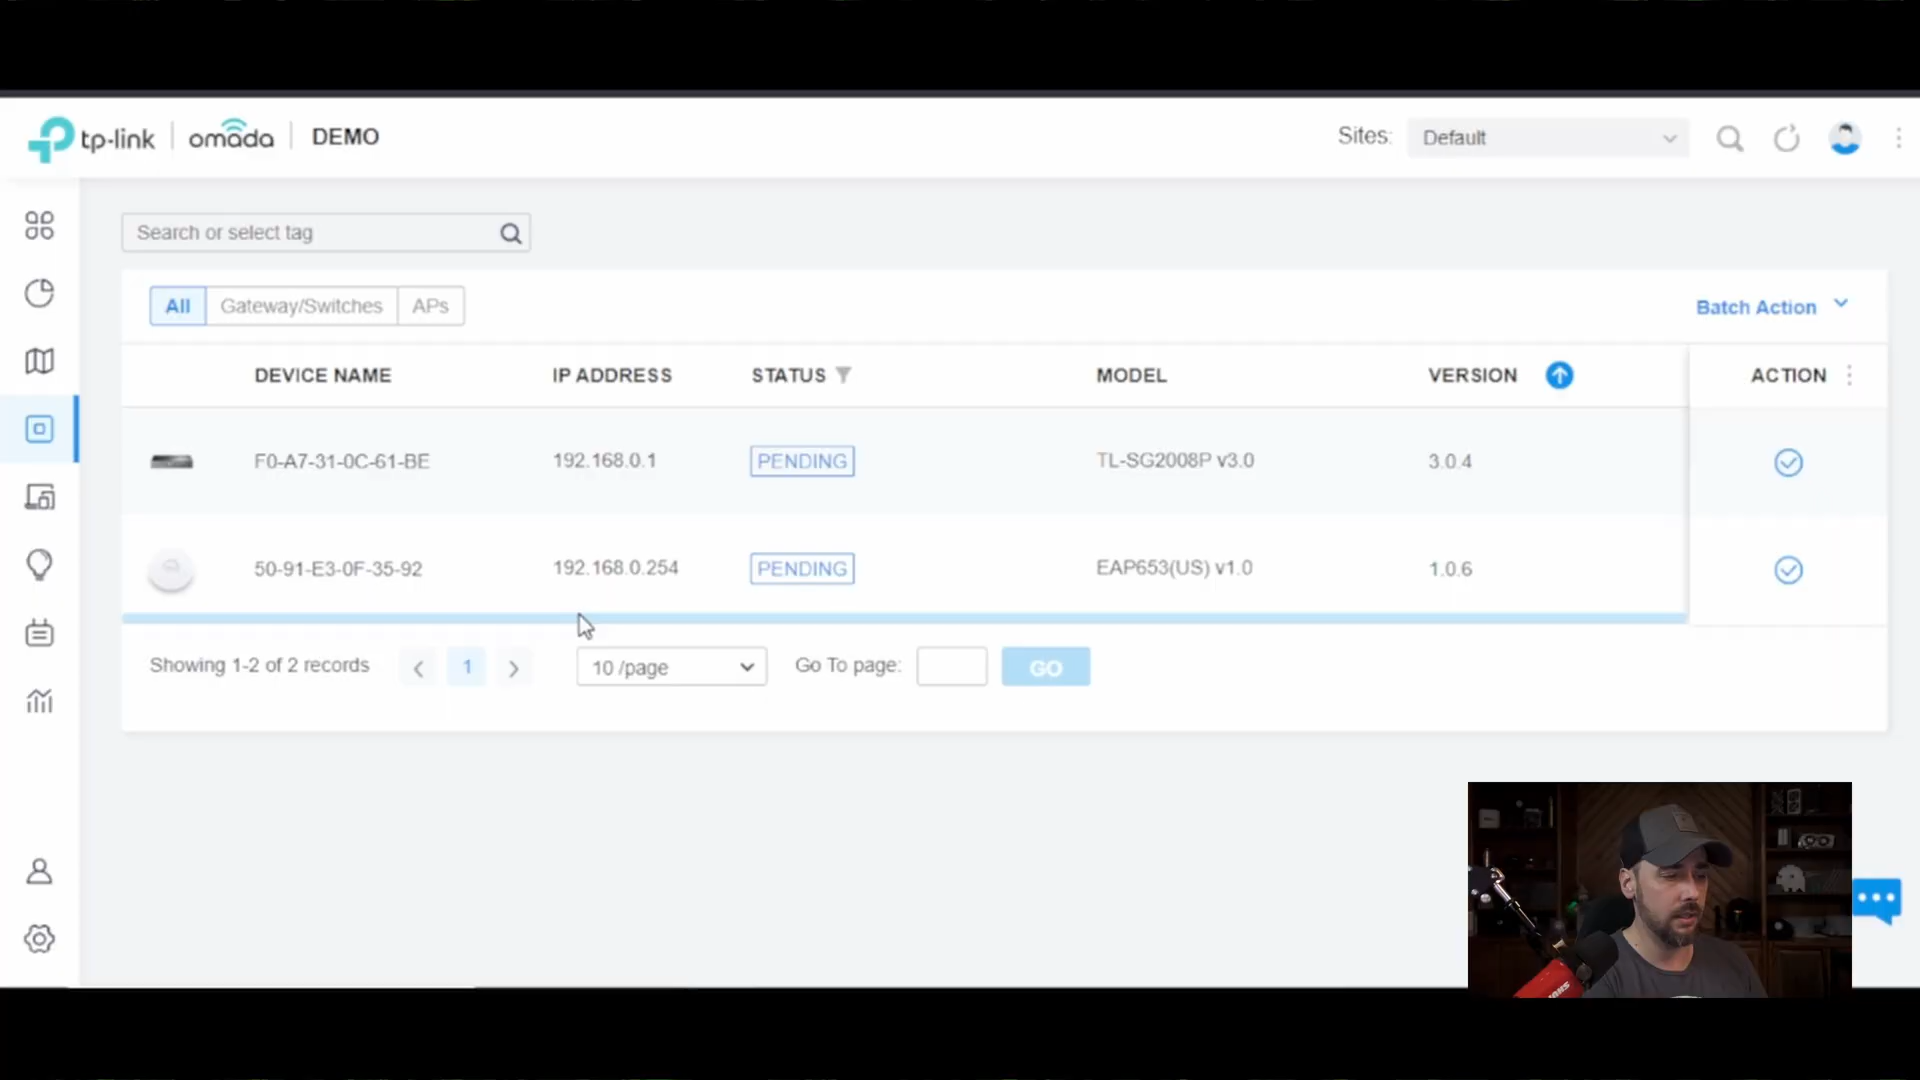 tp-link | omada | DEMO
Sites: Default
Search or select tag
All Gateway/Switches APs
Batch Action
DEVICE NAME IP ADDRESS STATUS MODEL VERSION ACTION
F0-A7-31-0C-61-BE 192.168.0.1 PENDING TL-SG2008P v3.0 3.0.4
50-91-E3-0F-35-92 192.168.0.254 PENDING EAP653(US) v1.0 1.0.6
Showing 1-2 of 2 records 1 10 /page Go To page: GO